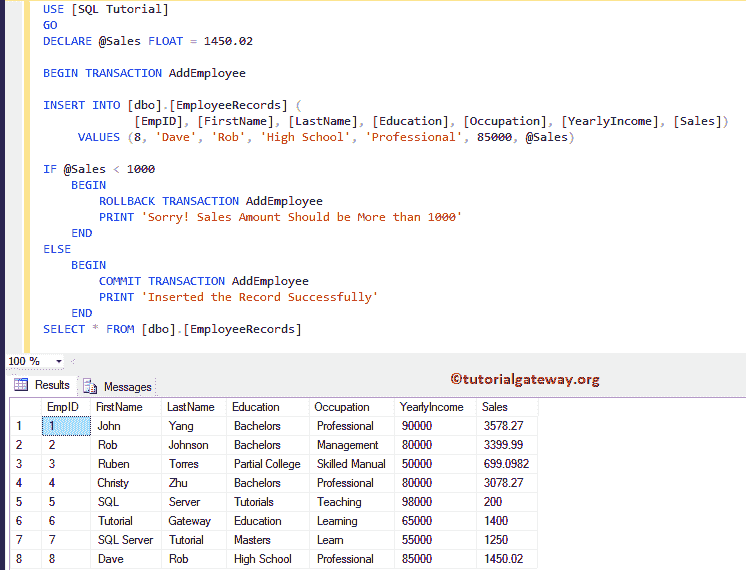 USE [SQL Tutorial]
GO
DECLARE @Sales FLOAT = 1450.02
BEGIN TRANSACTION AddEmployee
INSERT INTO [dbo].[EmployeeRecords] (
[EmpID], [FirstName], [LastName], [Education], [Occupation], [YearlyIncome], [Sales])
VALUES (8, 'Dave', 'Rob', 'High School', 'Professional', 85000, @Sales)
IF @Sales < 1000
BEGIN
ROLLBACK TRANSACTION AddEmployee
PRINT 'Sorry! Sales Amount Should be More than 1000'
END
ELSE
BEGIN
COMMIT TRANSACTION AddEmployee
PRINT 'Inserted the Record Successfully'
END
SELECT * FROM [dbo].[EmployeeRecords]
100 %
Results Messages ©tutorialgateway.org
EmpID FirstName LastName Education Occupation YearlyIncome Sales
1 1 John Yang Bachelors Professional 90000 3578.27
2 2 Rob Johnson Bachelors Management 80000 3399.99
3 3 Ruben Torres Partial College Skilled Manual 50000 699.0982
4 4 Christy Zhu Bachelors Professional 80000 3078.27
5 5 SQL Server Tutorials Teaching 98000 200
6 6 Tutorial Gateway Education Learning 65000 1400
7 7 SQL Server Tutorial Masters Learn 55000 1250
8 8 Dave Rob High School Professional 85000 1450.02